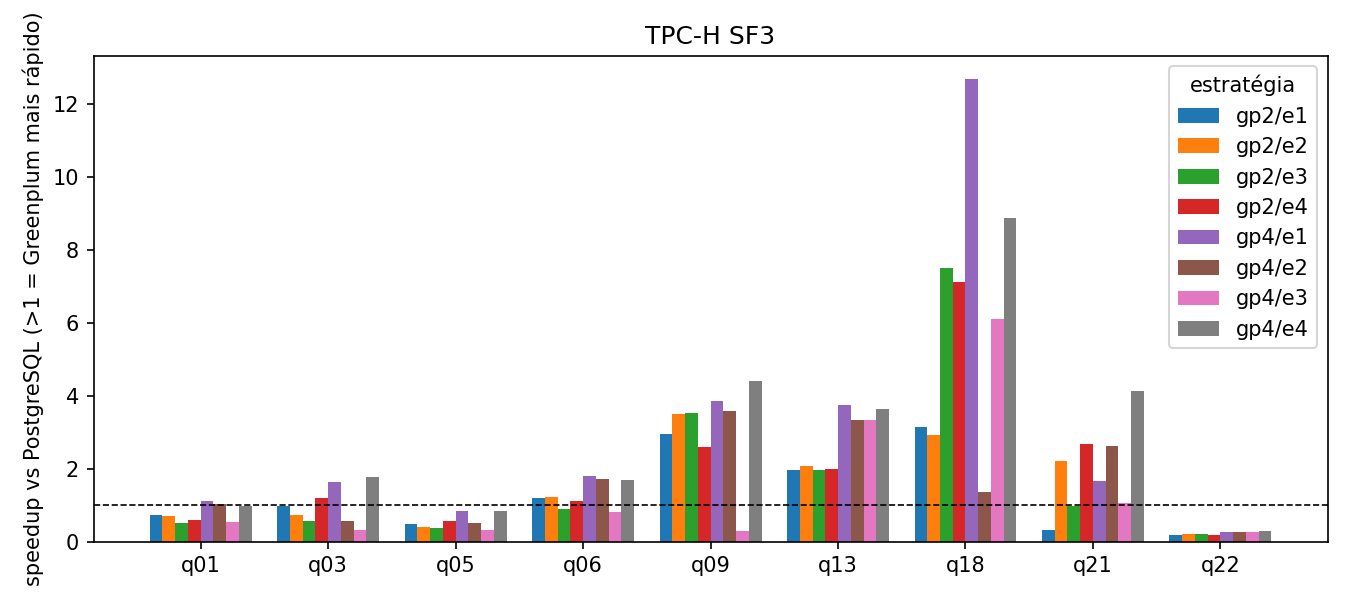 TPC-H SF3
speedup vs PostgreSQL (>1 = Greenplum mais rápido)
12
10
8
6
4
2
0
q01 q03 q05 q06 q09 q13 q18 q21 q22
estratégia
gp2/e1
gp2/e2
gp2/e3
gp2/e4
gp4/e1
gp4/e2
gp4/e3
gp4/e4